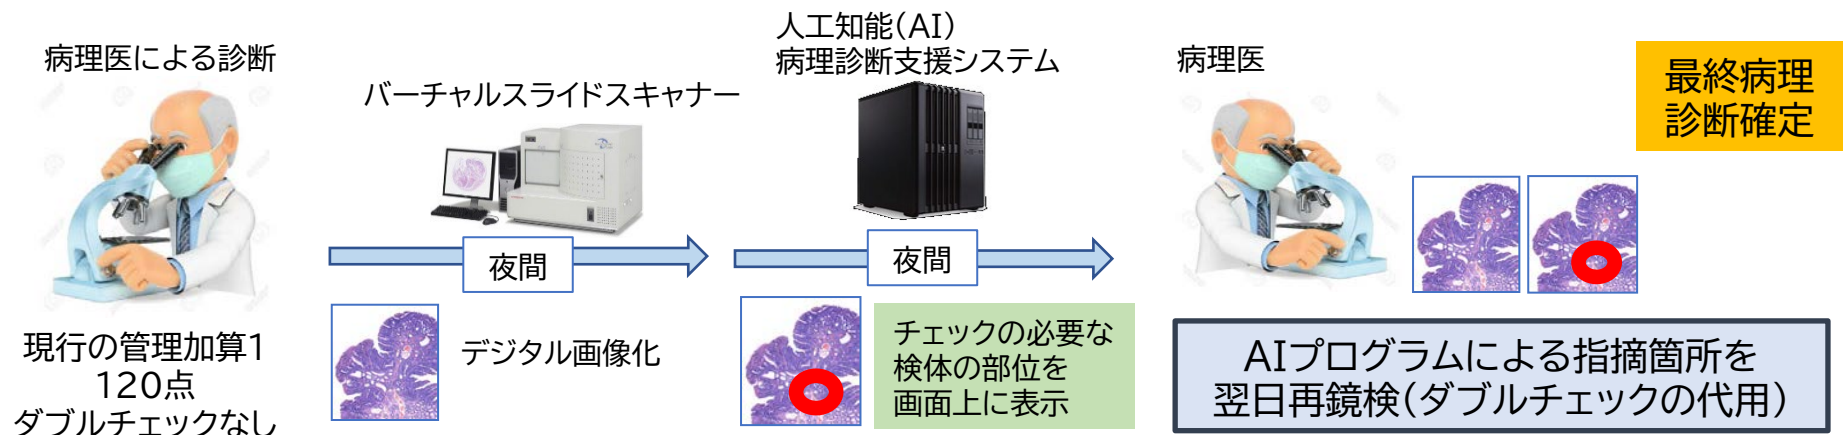 病理医による診断
現行の管理加算1
120点
ダブルチェックなし
バーチャルスライドスキャナー
夜間
デジタル画像化
人工知能(AI)
病理診断支援システム
夜間
チェックの必要な
検体の部位を
画面上に表示
病理医
最終病理
診断確定
AIプログラムによる指摘箇所を
翌日再鏡検(ダブルチェックの代用)